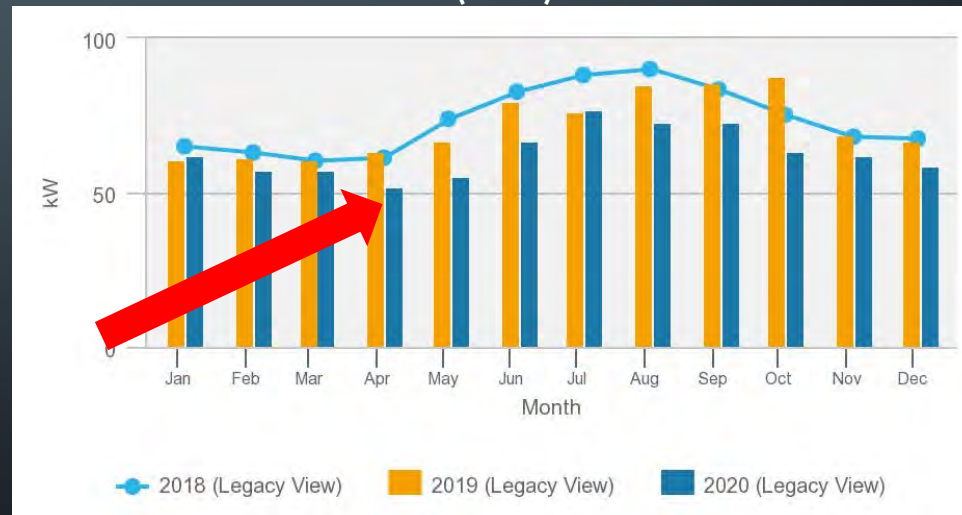 100
kW
50
0
Jan Feb Mar Apr May Jun Jul Aug Sep Oct Nov Dec
Month
2018 (Legacy View) 2019 (Legacy View) 2020 (Legacy View)